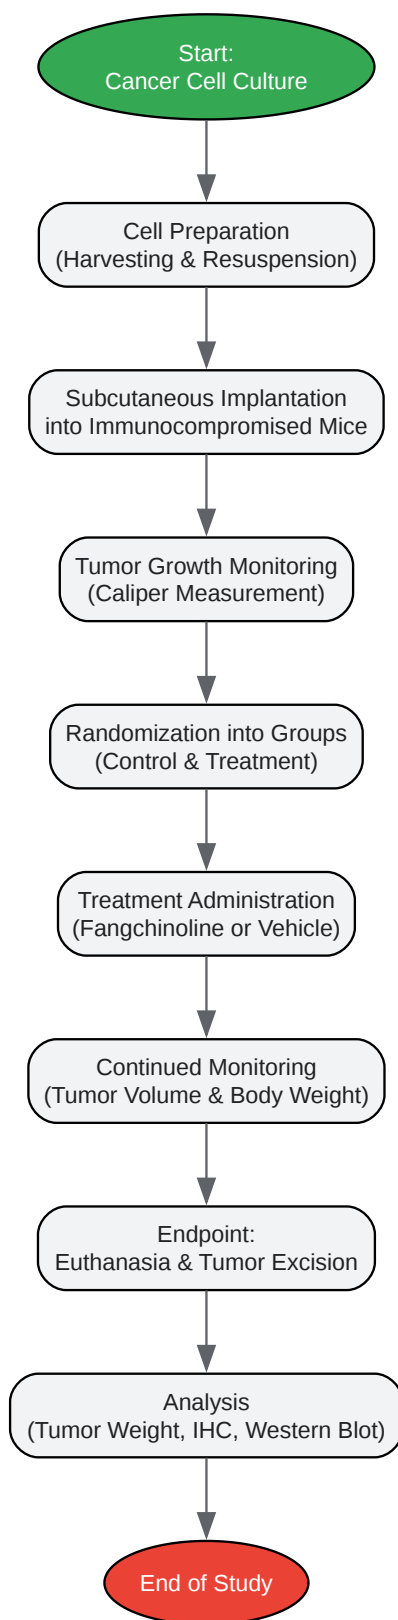 Start:
Cancer Cell Culture
Cell Preparation
(Harvesting & Resuspension)
Subcutaneous Implantation
into Immunocompromised Mice
Tumor Growth Monitoring
(Caliper Measurement)
Randomization into Groups
(Control & Treatment)
Treatment Administration
(Fangchinoline or Vehicle)
Continued Monitoring
(Tumor Volume & Body Weight)
Endpoint:
Euthanasia & Tumor Excision
Analysis
(Tumor Weight, IHC, Western Blot)
End of Study